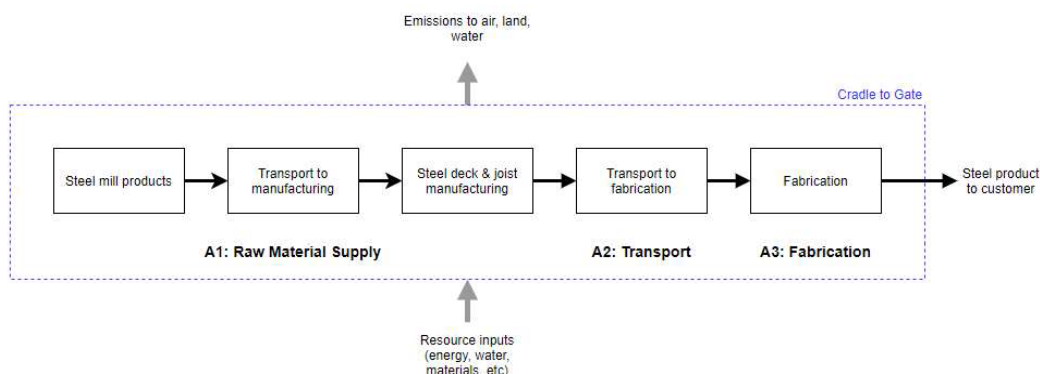 Emissions to air, land,
water
Cradle to Gate
Steel mill products
Transport to
manufacturing
Steel deck & joist
manufacturing
Transport to
fabrication
Fabrication
Steel product
to customer
A1: Raw Material Supply
A2: Transport
A3: Fabrication
Resource inputs
(energy, water,
materials, etc)